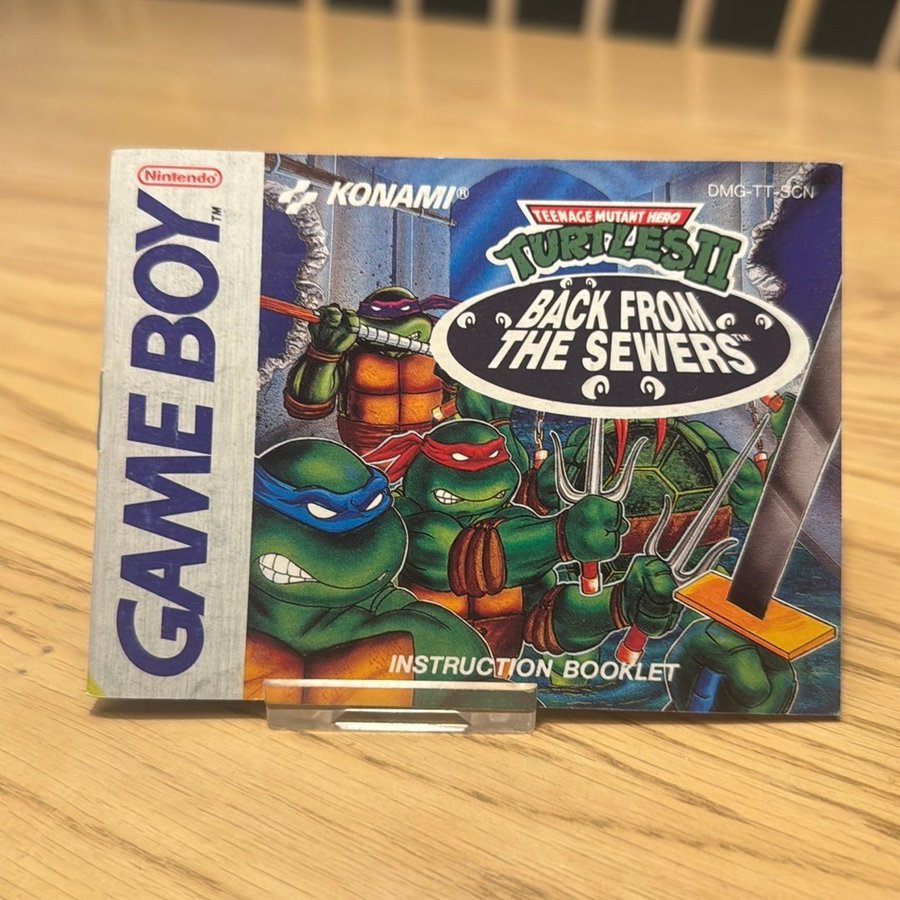 Nintendo®
GAME BOY™
KONAMI®
DMG-TT-SCN
TEENAGE MUTANT HERO
TURTLES® II
BACK FROM
THE SEWERS™
INSTRUCTION BOOKLET